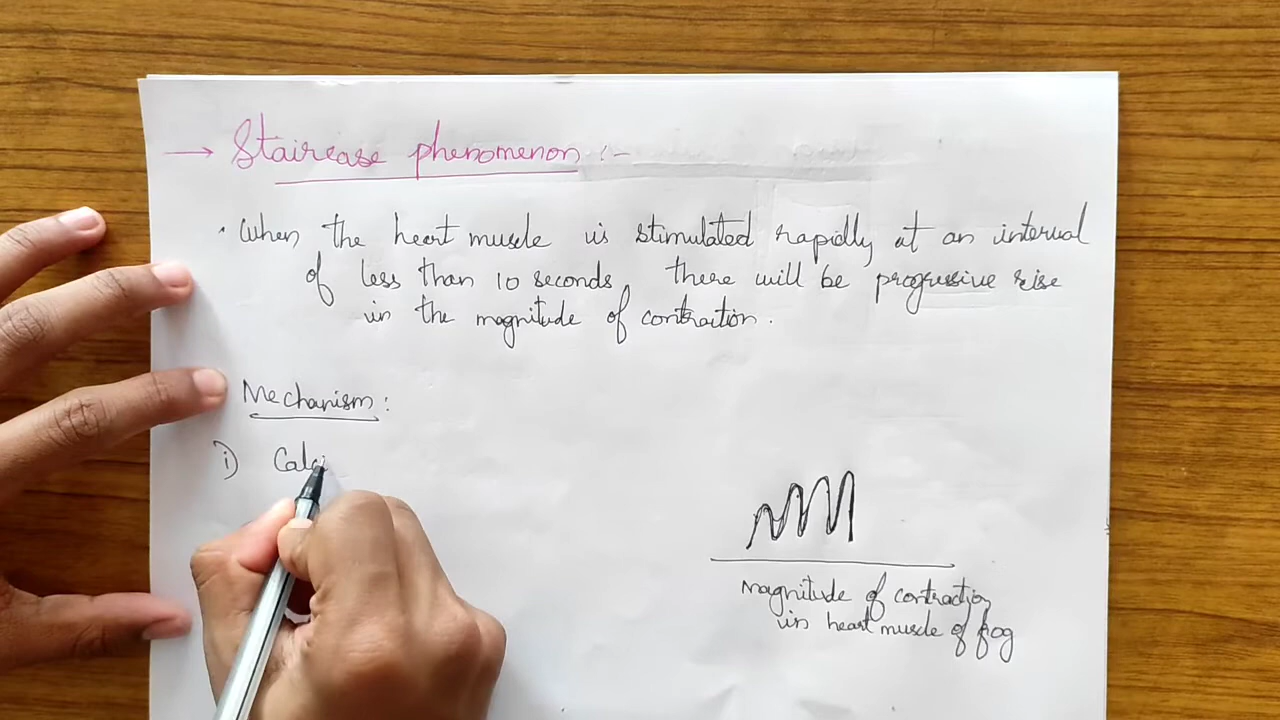 → Staircase phenomenon :-
• When the heart muscle is stimulated rapidly at an interval
of less than 10 seconds, there will be progressive rise
in the magnitude of contraction.
Mechanism :
i) Calci
Magnitude of contraction
in heart muscle of frog